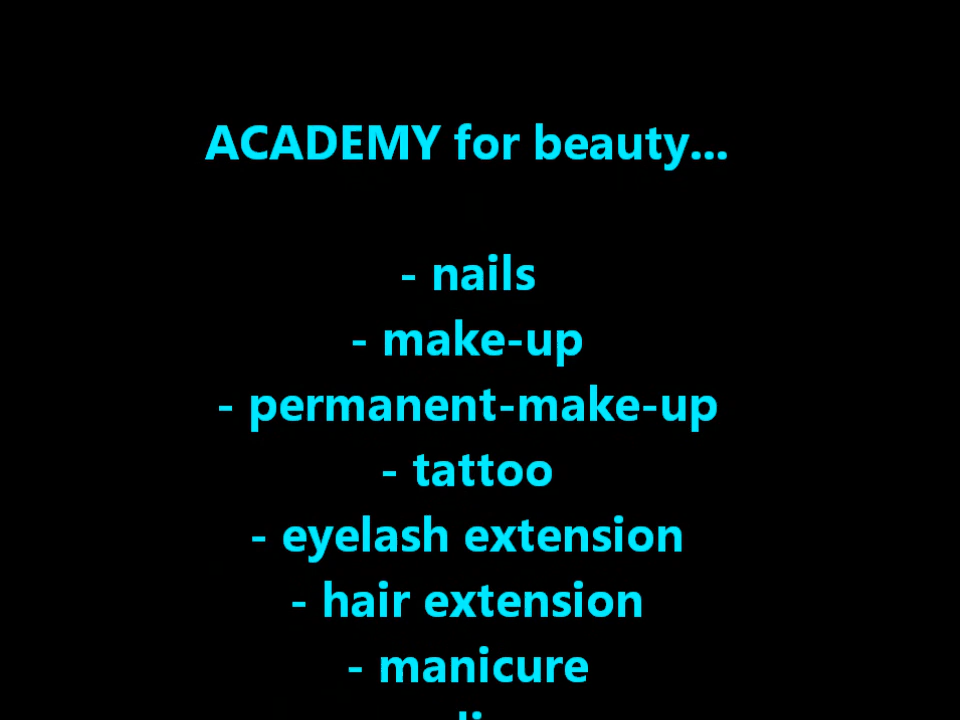 ACADEMY for beauty...
- nails
- make-up
- permanent-make-up
- tattoo
- eyelash extension
- hair extension
- manicure